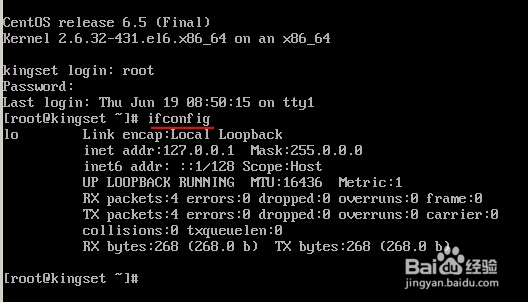 CentOS release 6.5 (Final)
Kernel 2.6.32-431.el6.x86_64 on an x86_64
kingset login: root
Password:
Last login: Thu Jun 19 08:50:15 on tty1
[root@kingset ~]# ifconfig
lo Link encap:Local Loopback
inet addr:127.0.0.1 Mask:255.0.0.0
inet6 addr: ::1/128 Scope:Host
UP LOOPBACK RUNNING MTU:16436 Metric:1
RX packets:4 errors:0 dropped:0 overruns:0 frame:0
TX packets:4 errors:0 dropped:0 overruns:0 carrier:0
collisions:0 txqueuelen:0
RX bytes:268 (268.0 b) TX bytes:268 (268.0 b)
[root@kingset ~]#
Baidu经验
jingyan.baidu.com